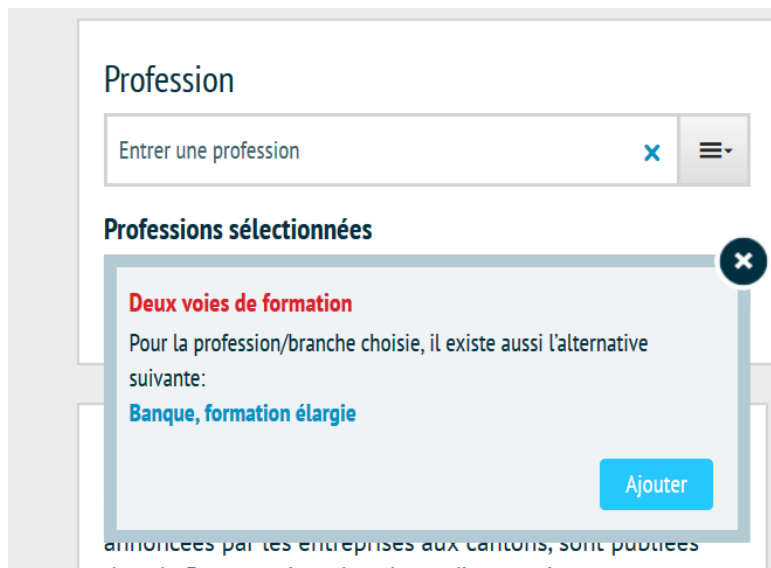 Profession
Entrer une profession
Professions sélectionnées
Deux voies de formation
Pour la profession/branche choisie, il existe aussi l'alternative
suivante:
Banque, formation élargie
Ajouter
annoncées par les entreprises aux cantons, sont publiées